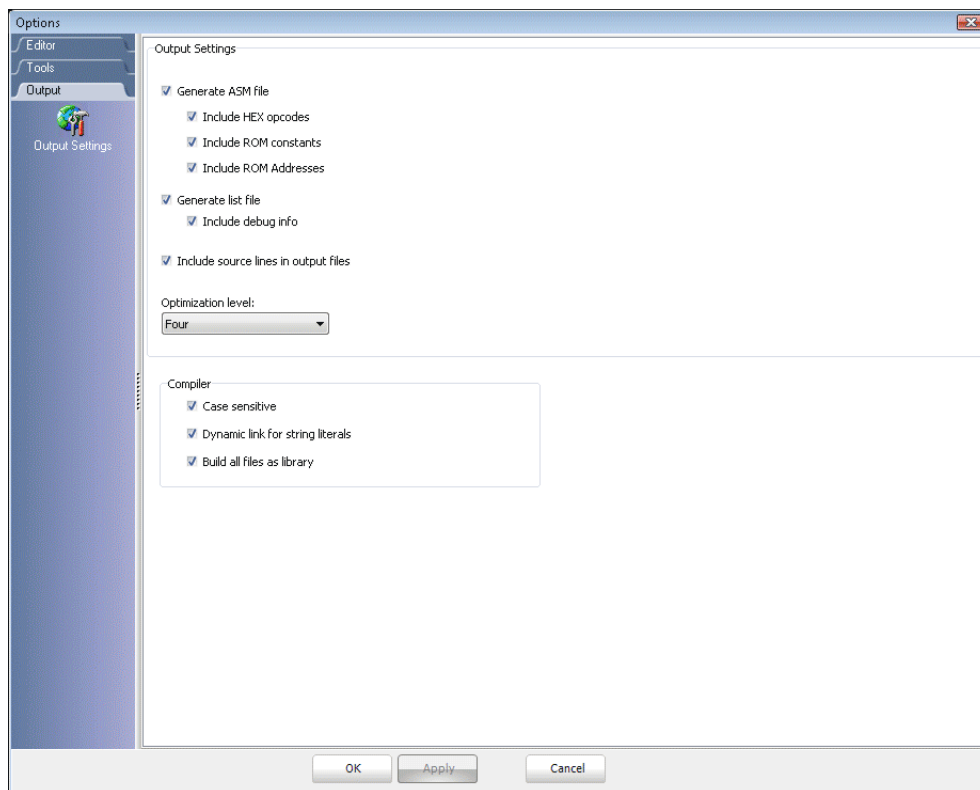 Options
Editor
Tools
Output
Output Settings
Output Settings
Generate ASM file
Include HEX opcodes
Include ROM constants
Include ROM Addresses
Generate list file
Include debug info
Include source lines in output files
Optimization level:
Four
Compiler
Case sensitive
Dynamic link for string literals
Build all files as library
OK
Apply
Cancel